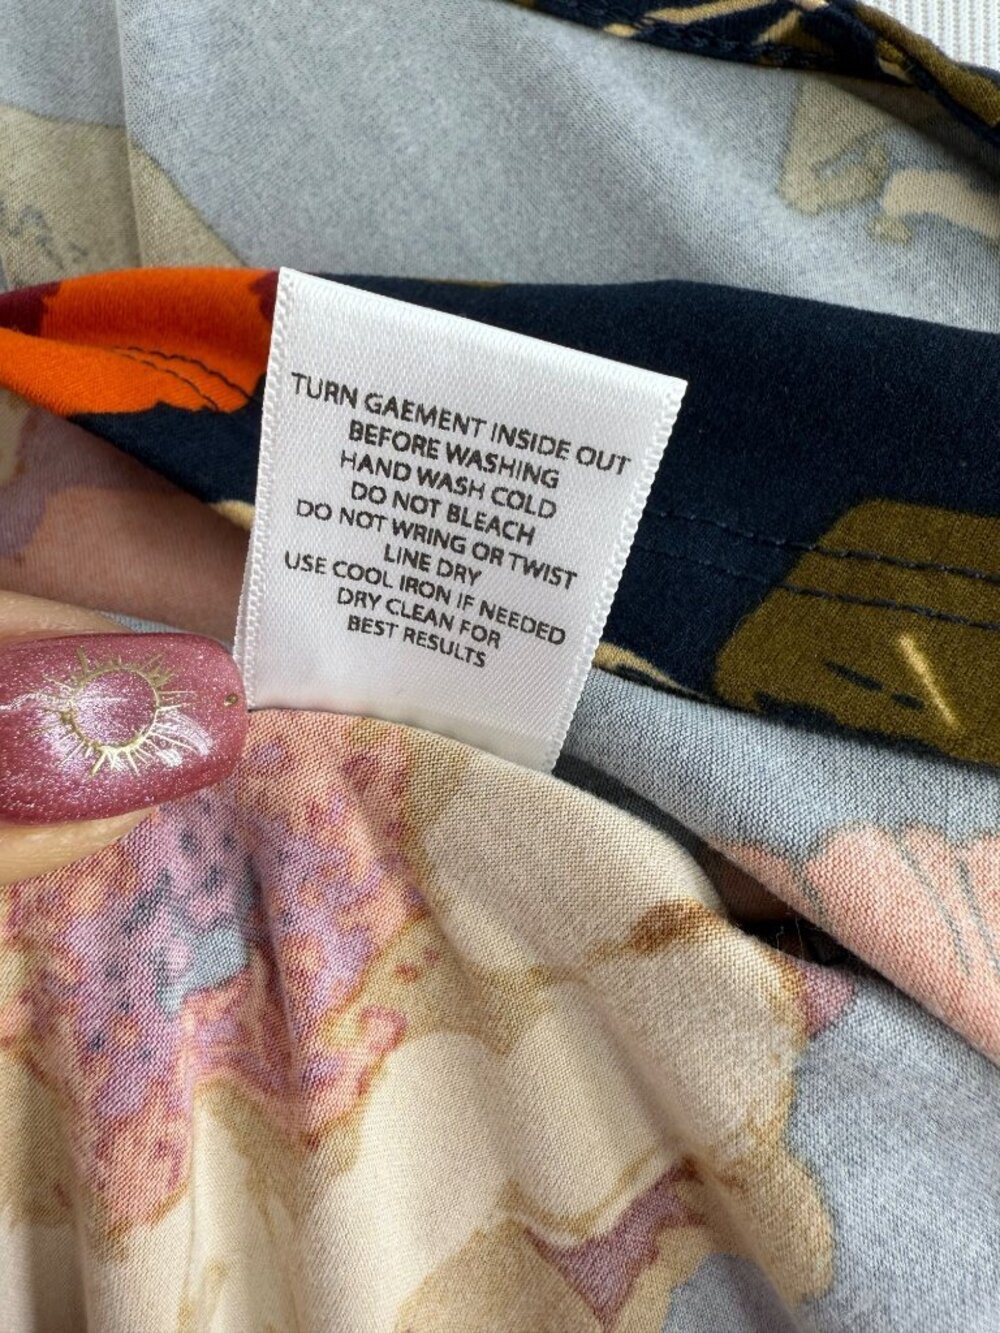 TURN GAEMENT INSIDE OUT
BEFORE WASHING
HAND WASH COLD
DO NOT BLEACH
DO NOT WRING OR TWIST
LINE DRY
USE COOL IRON IF NEEDED
DRY CLEAN FOR
BEST RESULTS